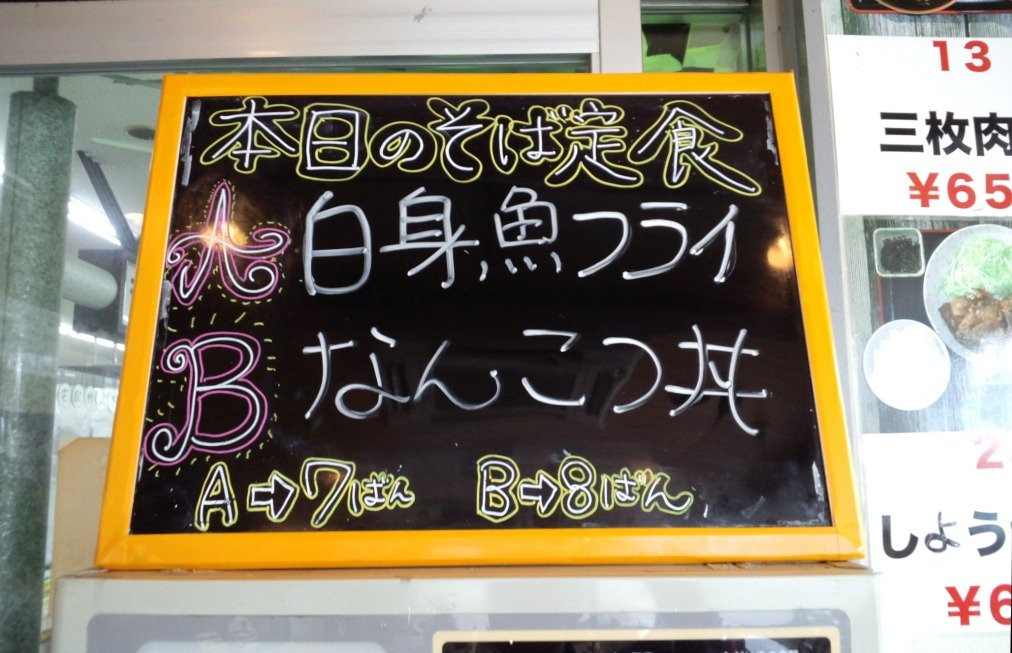 本日のそば定食
A 白身魚フライ
B なんこつ丼
A⇨7ばん B⇨8ばん
13
三枚肉
¥65
しょう
¥6